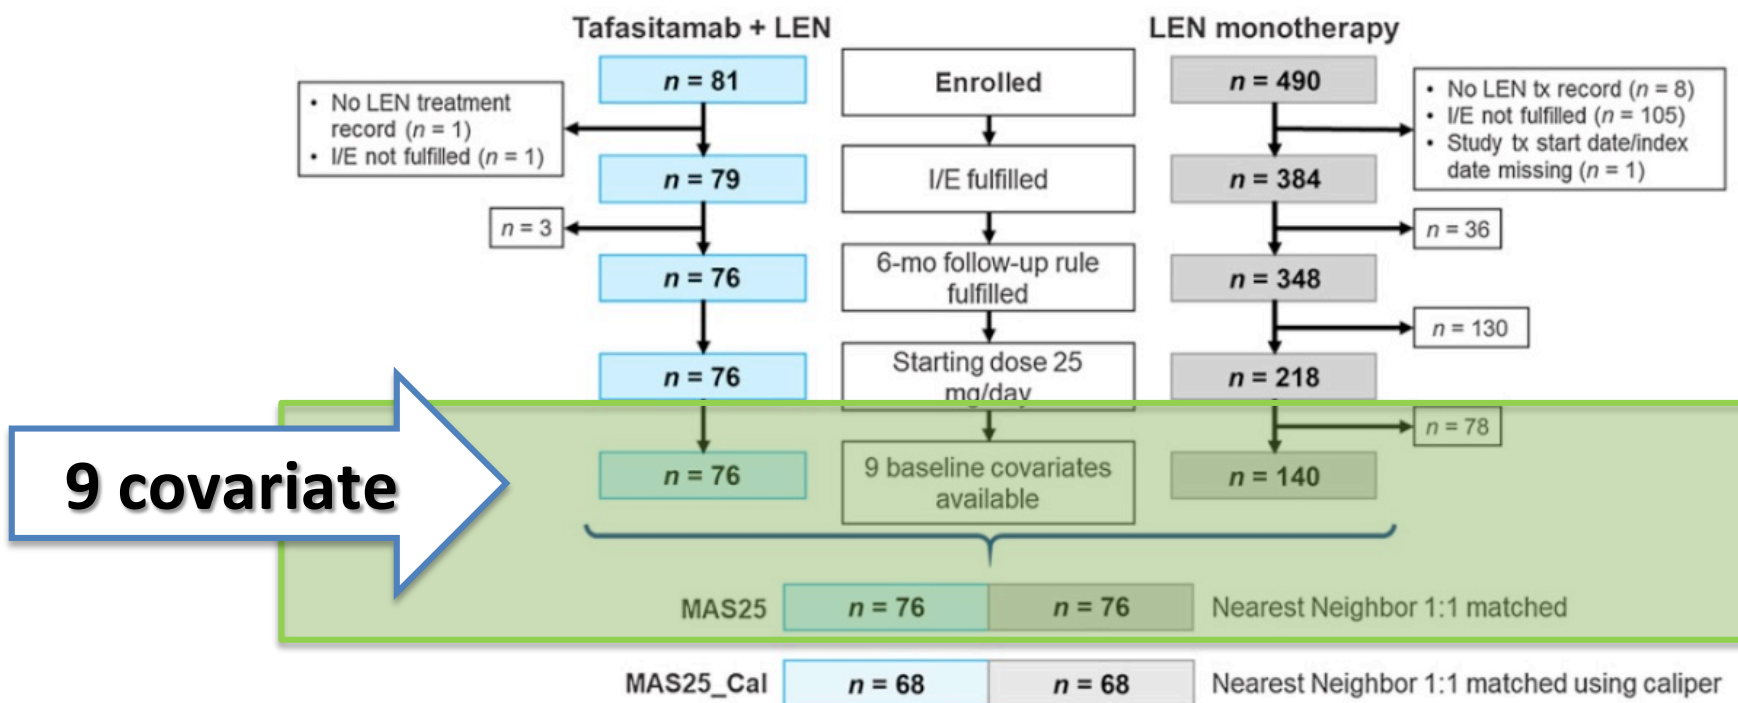 Tafasitamab + LEN
LEN monotherapy
n = 81
Enrolled
n = 490
• No LEN treatment
record (n = 1)
• I/E not fulfilled (n = 1)
• No LEN tx record (n = 8)
• I/E not fulfilled (n = 105)
• Study tx start date/index
date missing (n = 1)
n = 79
I/E fulfilled
n = 384
n = 3
n = 36
n = 76
6-mo follow-up rule
fulfilled
n = 348
n = 130
n = 76
Starting dose 25
mg/day
n = 218
n = 78
9 covariate
n = 76
9 baseline covariates
available
n = 140
MAS25
n = 76
n = 76
Nearest Neighbor 1:1 matched
MAS25_Cal
n = 68
n = 68
Nearest Neighbor 1:1 matched using caliper